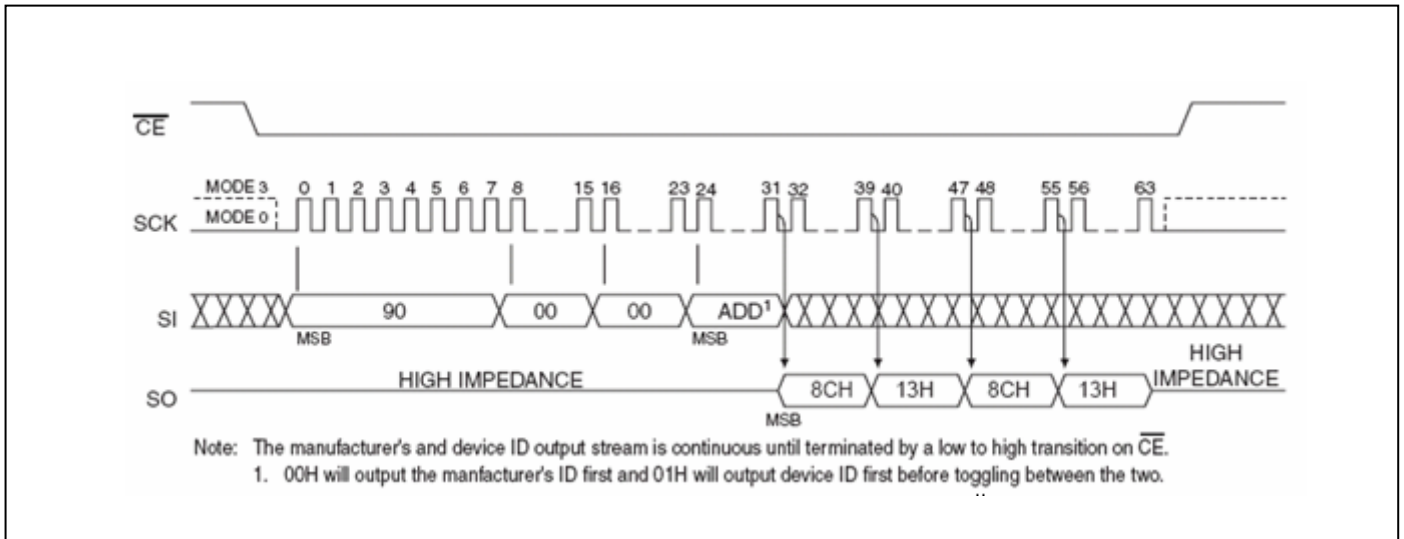 CE
MODE 3
0 1 2 3 4 5 6 7 8 15 16 23 24 31 32 39 40 47 48 55 56 63
SCK
MODE 0
SI
90 00 00 ADD1
MSB MSB
HIGH IMPEDANCE
HIGH IMPEDANCE
SO
8CH 13H 8CH 13H
MSB
Note: The manufacturer's and device ID output stream is continuous until terminated by a low to high transition on CE.
1. 00H will output the manfacturer's ID first and 01H will output device ID first before toggling between the two.